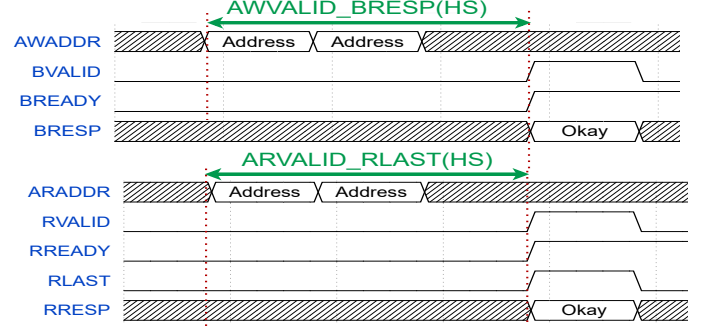 AWVALID_BRESP(HS)
AWADDR Address Address
BVALID
BREADY
BRESP Okay
ARVALID_RLAST(HS)
ARADDR Address Address
RVALID
RREADY
RLAST
RRESP Okay